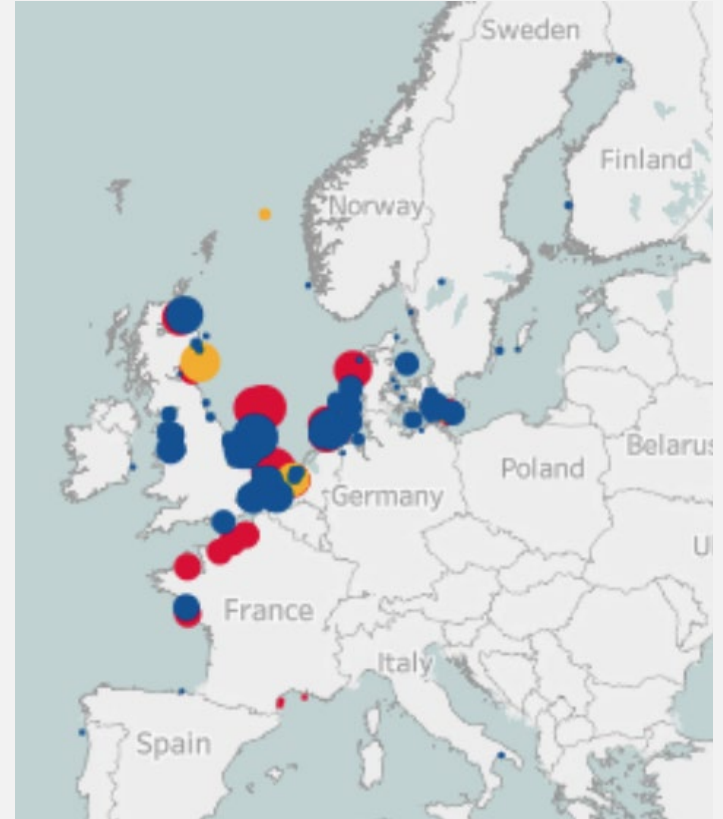 Sweden
Finland
Norway
Belarus
Poland
Germany
U
France
Italy
Spain